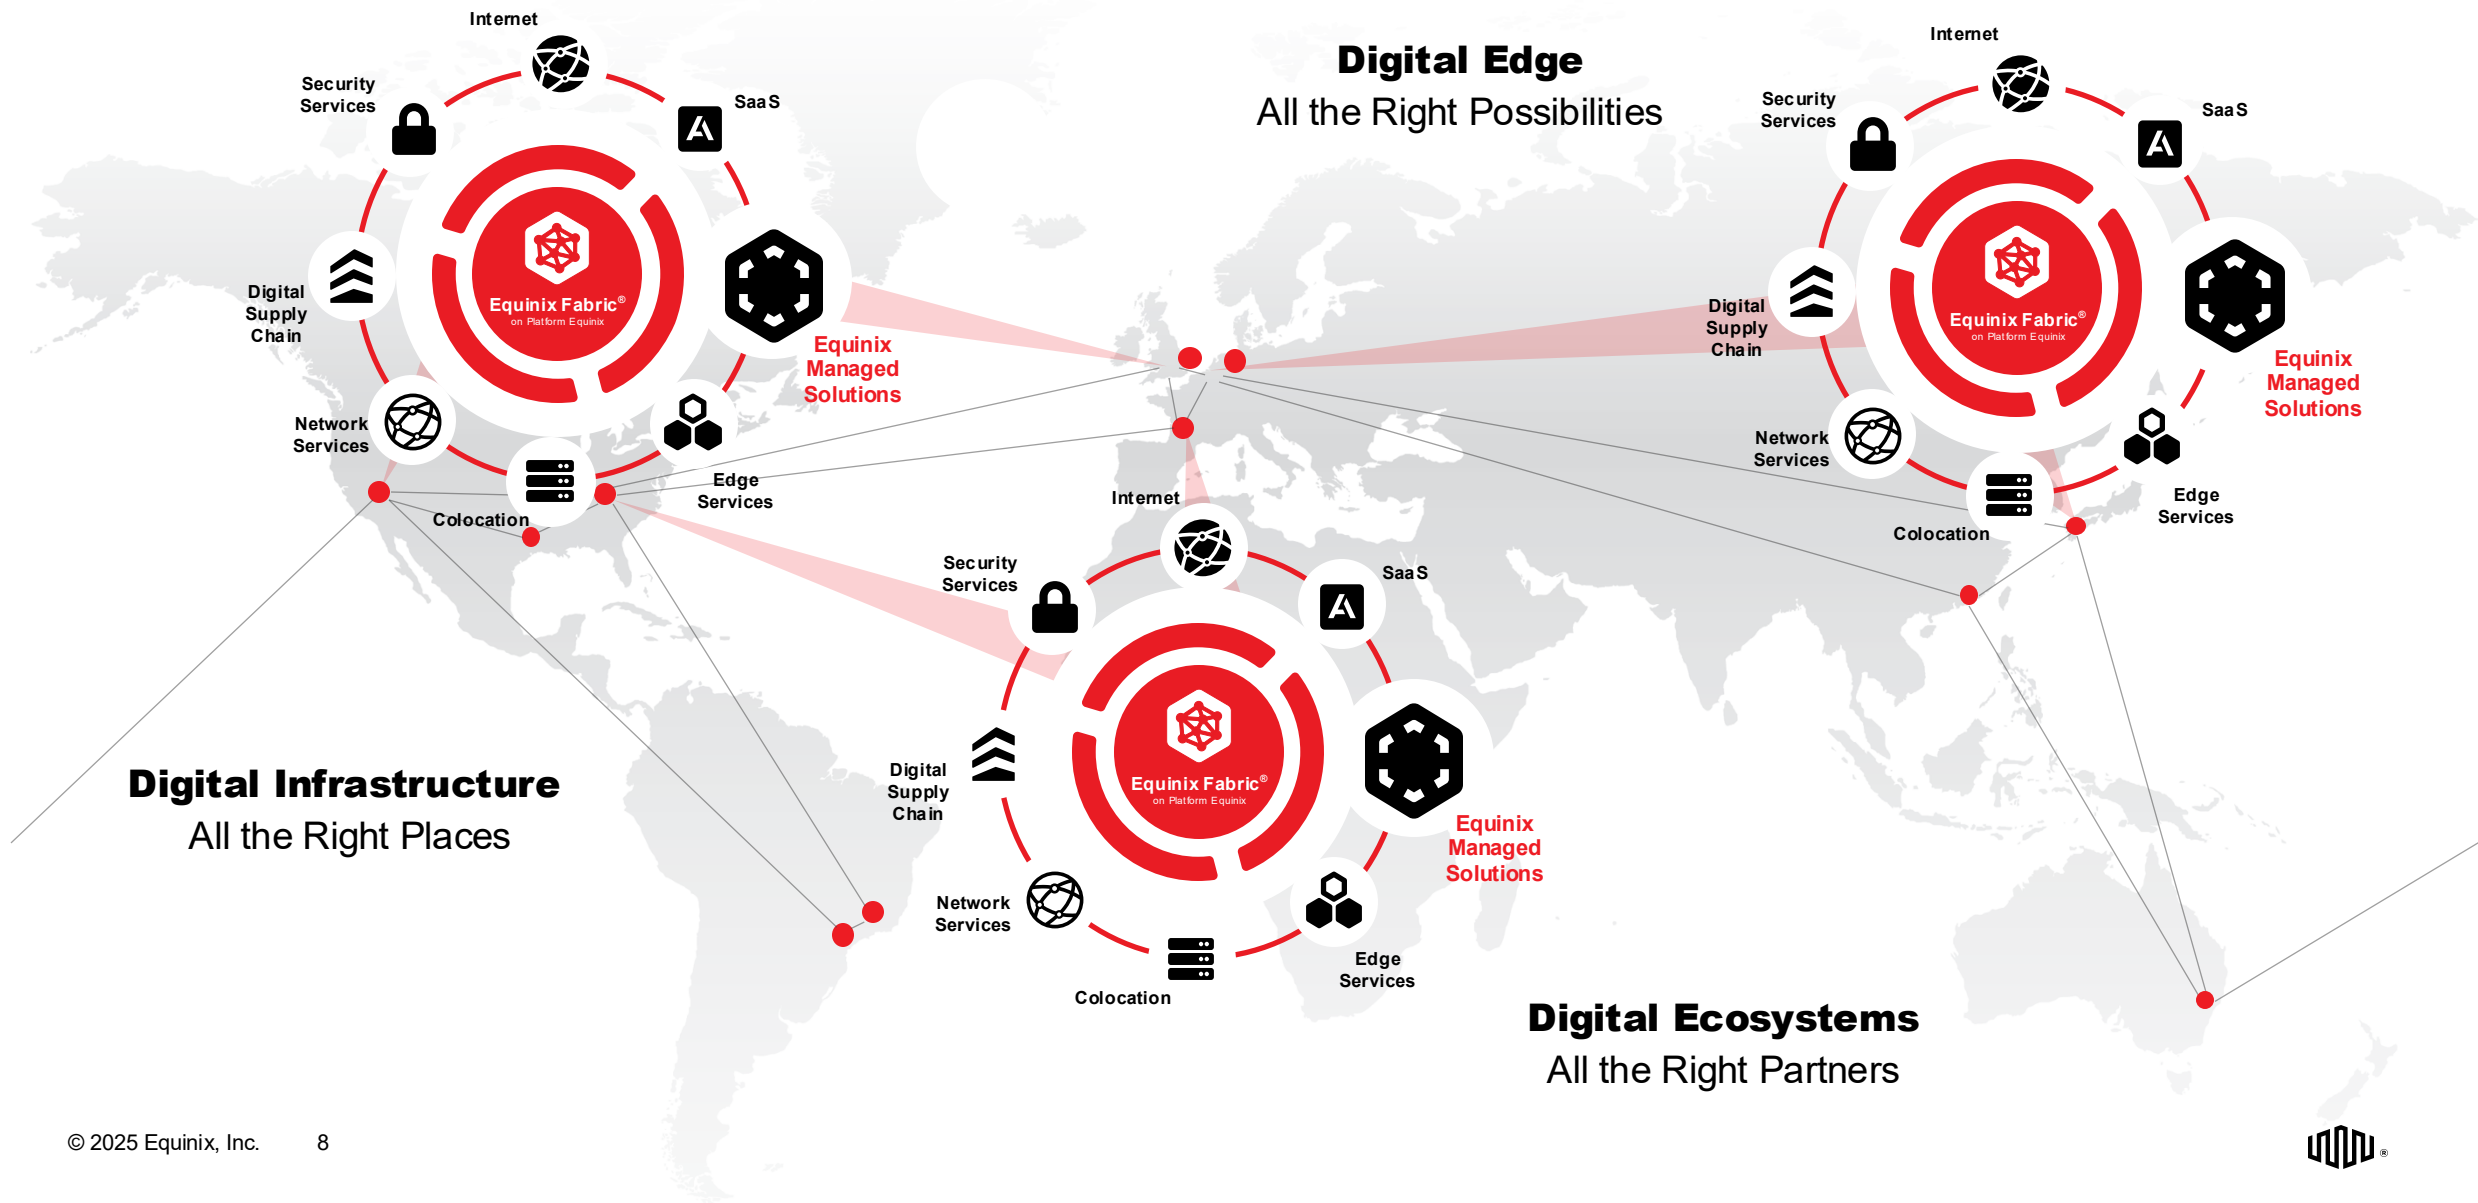 Internet
Security
Services
SaaS
Equinix Fabric®
on Platform Equinix
Digital
Supply
Chain
Equinix
Managed
Solutions
Network
Services
Colocation
Edge
Services
Digital Edge
All the Right Possibilities
Internet
Security
Services
SaaS
Equinix Fabric®
on Platform Equinix
Digital
Supply
Chain
Equinix
Managed
Solutions
Network
Services
Colocation
Edge
Services
Internet
Security
Services
SaaS
Equinix Fabric®
on Platform Equinix
Digital
Supply
Chain
Equinix
Managed
Solutions
Network
Services
Colocation
Edge
Services
Digital Infrastructure
All the Right Places
Digital Ecosystems
All the Right Partners
© 2025 Equinix, Inc.
8
®